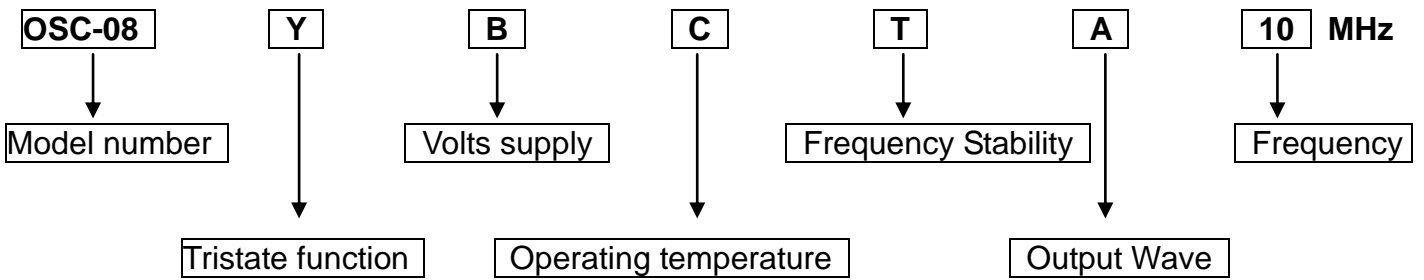 OSC-08 Y B C T A 10 MHz
Model number Volts supply Frequency Stability Frequency
Tristate function Operating temperature Output Wave